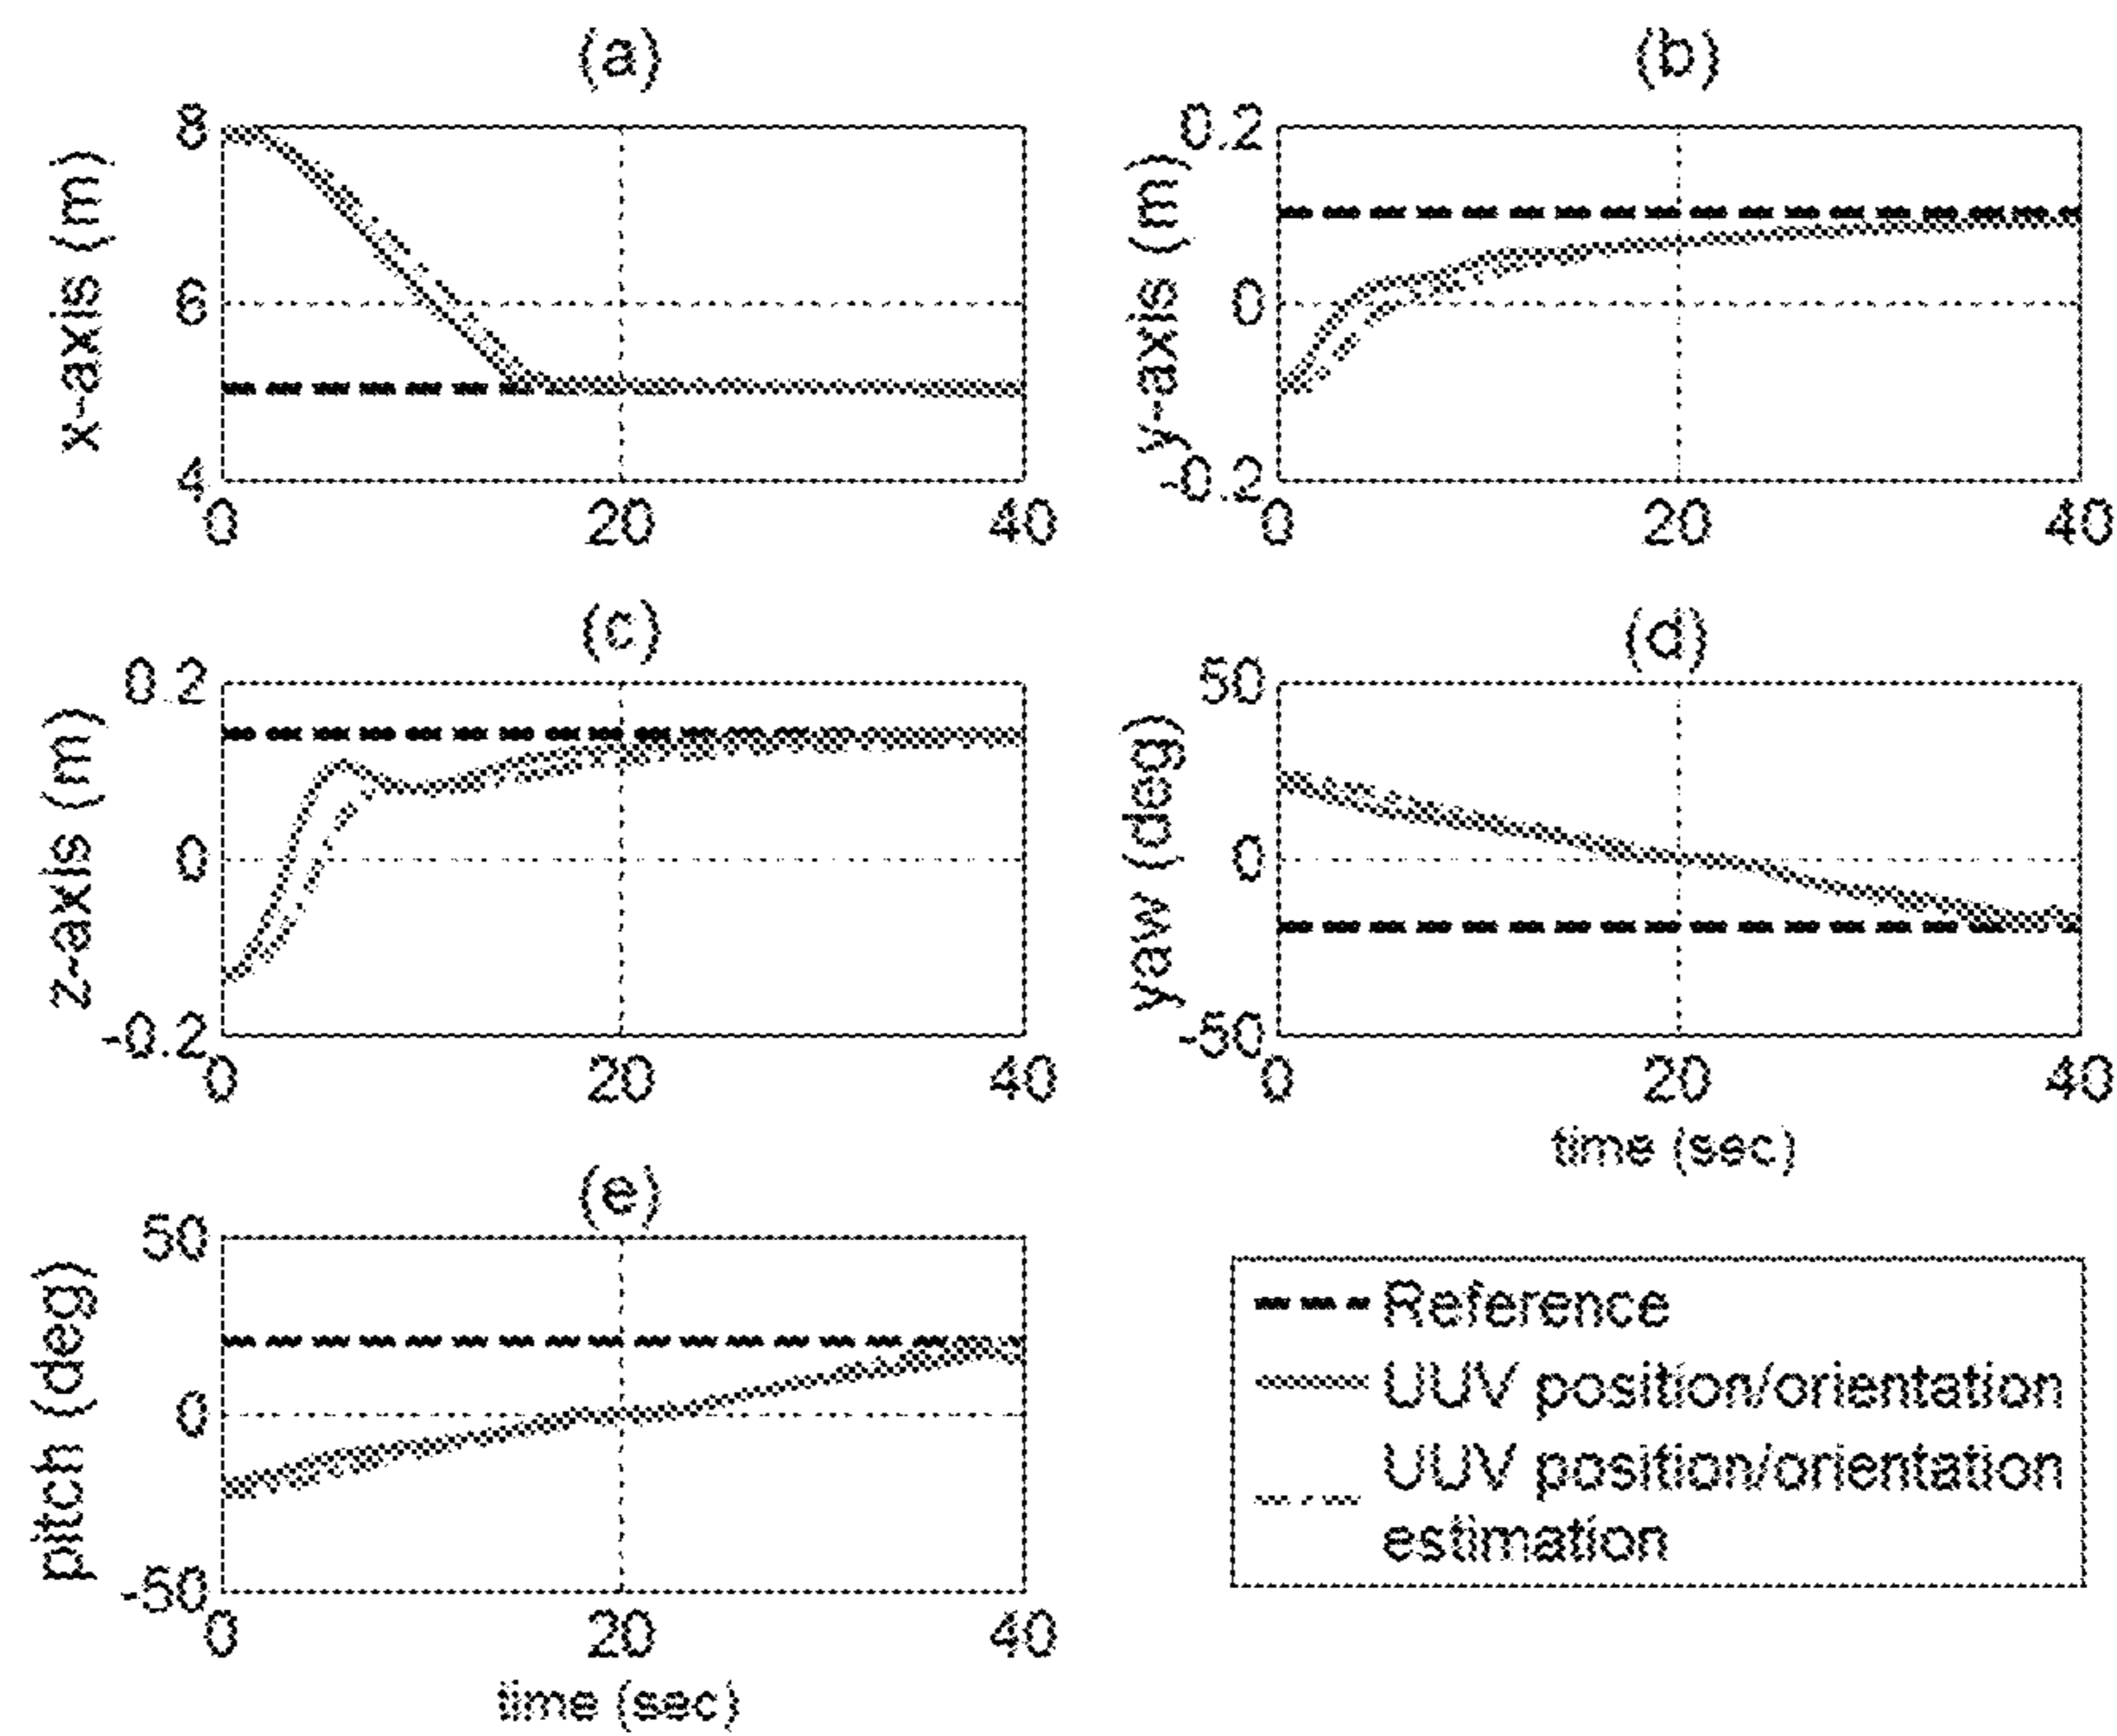 (a)
x-axis (m)
8
6
4
0 20 40
(b)
y-axis (m)
0.2
0
-0.2
0 20 40
(c)
z-axis (m)
0.2
0
-0.2
0 20 40
(d)
yaw (deg)
50
0
-50
0 20 40
time (sec)
(e)
pitch (deg)
50
0
-50
0 20 40
time (sec)
Reference
UUV position/orientation
UUV position/orientation
estimation